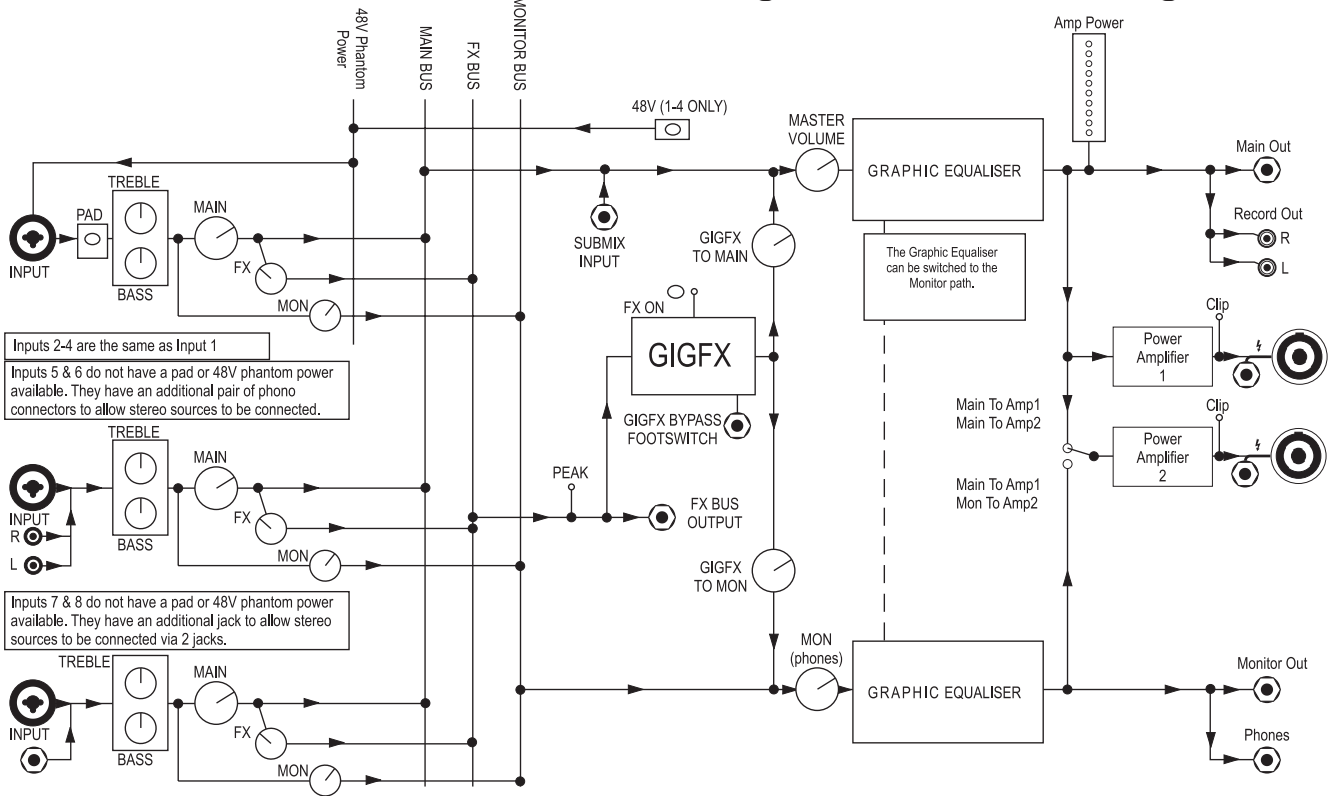 48V Phantom
Power
MAIN BUS
FX BUS
MONITOR BUS
Amp Power
48V (1-4 ONLY)
MASTER
VOLUME
GRAPHIC EQUALISER
Main Out
Record Out
R
L
TREBLE
PAD
MAIN
INPUT
FX
BASS
MON
SUBMIX
INPUT
GIGFX
TO MAIN
The Graphic Equaliser
can be switched to the
Monitor path.
FX ON
GIGFX
Clip
Power
Amplifier
1
Inputs 2-4 are the same as Input 1
Inputs 5 & 6 do not have a pad or 48V phantom power
available. They have an additional pair of phono
connectors to allow stereo sources to be connected.
GIGFX BYPASS
FOOTSWITCH
Main To Amp1
Main To Amp2
Clip
Power
Amplifier
2
Main To Amp1
Mon To Amp2
TREBLE
MAIN
INPUT
R
L
FX
BASS
MON
PEAK
FX BUS
OUTPUT
GIGFX
TO MON
Inputs 7 & 8 do not have a pad or 48V phantom power
available. They have an additional jack to allow stereo
sources to be connected via 2 jacks.
TREBLE
MAIN
INPUT
FX
BASS
MON
MON
(phones)
GRAPHIC EQUALISER
Monitor Out
Phones